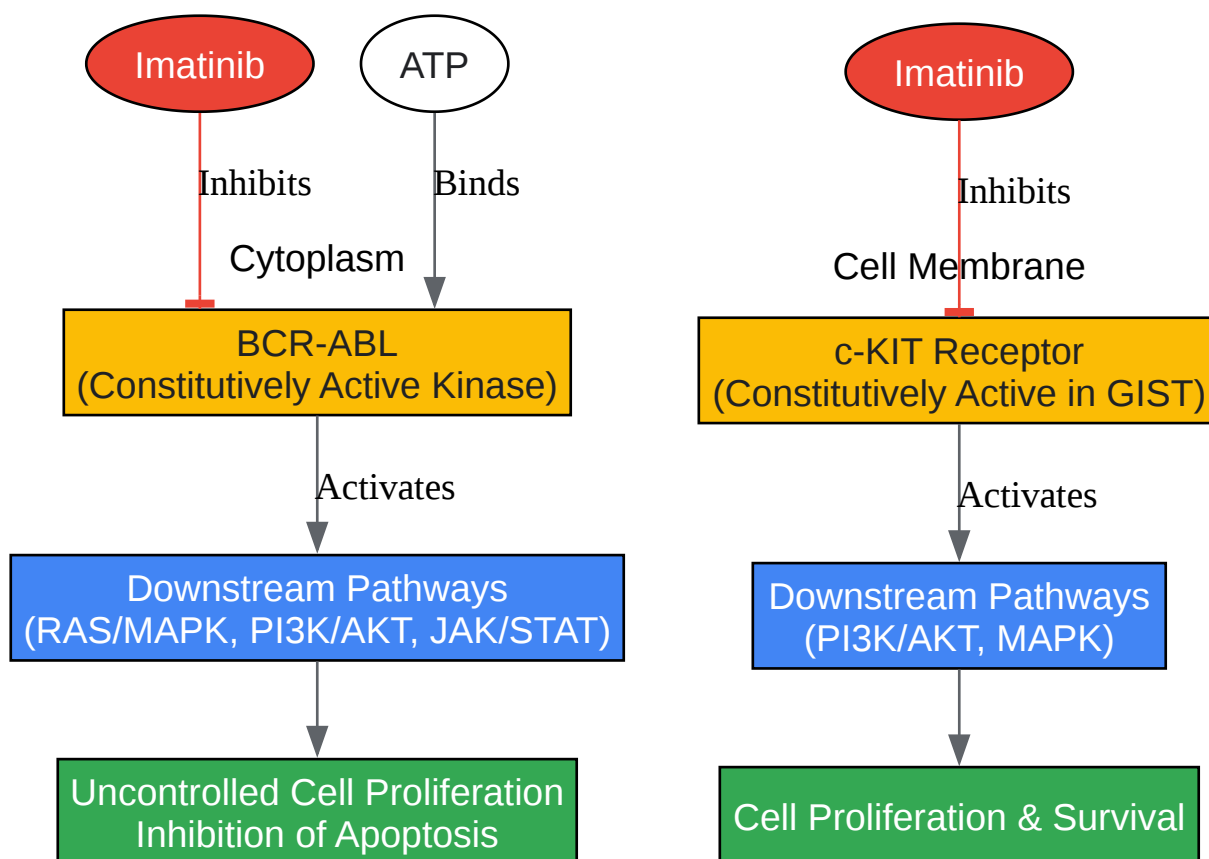 Imatinib
ATP
Inhibits
Binds
Cytoplasm
BCR-ABL
(Constitutively Active Kinase)
Activates
Downstream Pathways
(RAS/MAPK, PI3K/AKT, JAK/STAT)
Uncontrolled Cell Proliferation
Inhibition of Apoptosis
Imatinib
Inhibits
Cell Membrane
c-KIT Receptor
(Constitutively Active in GIST)
Activates
Downstream Pathways
(PI3K/AKT, MAPK)
Cell Proliferation & Survival